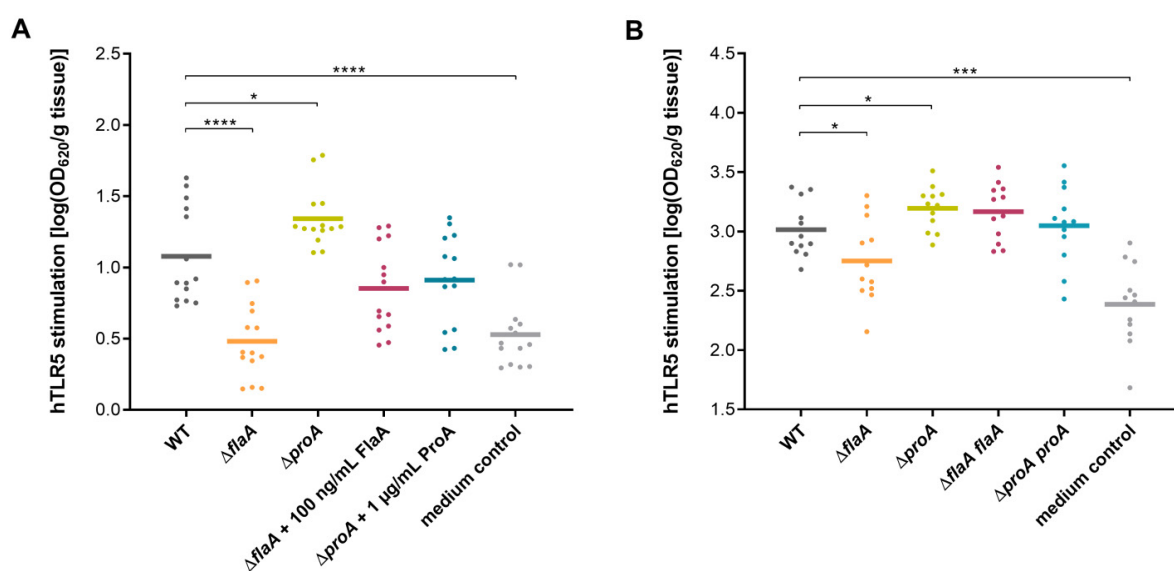 A
hTLR5 stimulation [log(OD620/g tissue)]
2.5
2.0
1.5
1.0
0.5
0.0
****
*
****
WT
ΔflaA
ΔproA
ΔflaA + 100 ng/mL FlaA
ΔproA + 1 µg/mL ProA
medium control
B
hTLR5 stimulation [log(OD620/g tissue)]
4.5
4.0
3.5
3.0
2.5
2.0
1.5
***
*
*
WT
ΔflaA
ΔproA
ΔflaA flaA
ΔproA proA
medium control